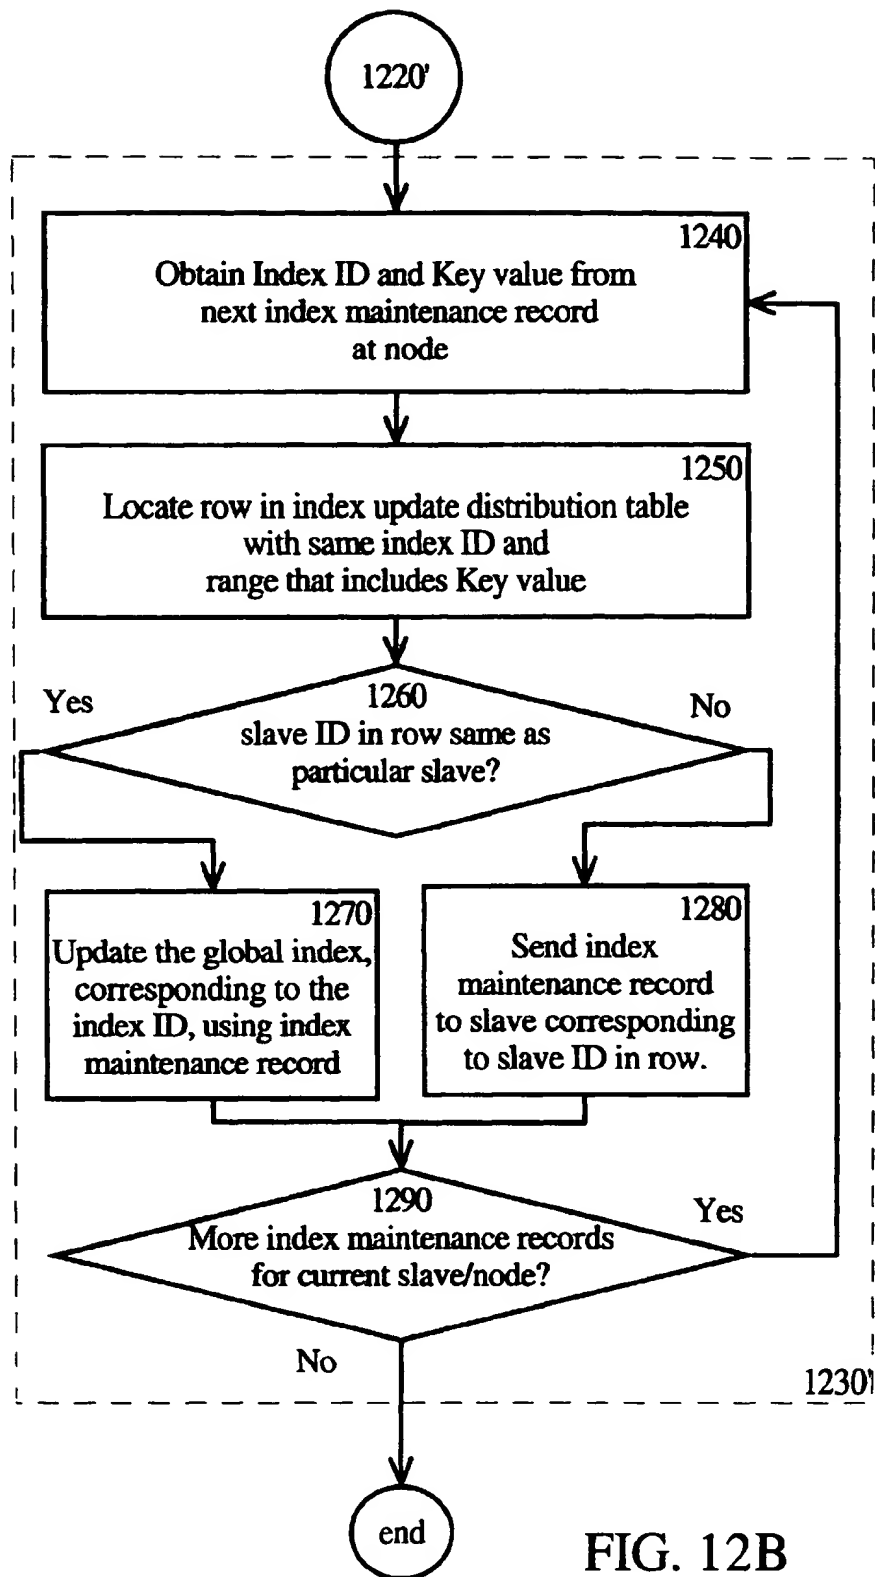 1220'
1240
Obtain Index ID and Key value from
next index maintenance record
at node
1250
Locate row in index update distribution table
with same index ID and
range that includes Key value
Yes
1260
No
slave ID in row same as
particular slave?
1270
Update the global index,
corresponding to the
index ID, using index
maintenance record
1280
Send index
maintenance record
to slave corresponding
to slave ID in row.
1290
Yes
More index maintenance records
for current slave/node?
No
1230'
end
FIG. 12B